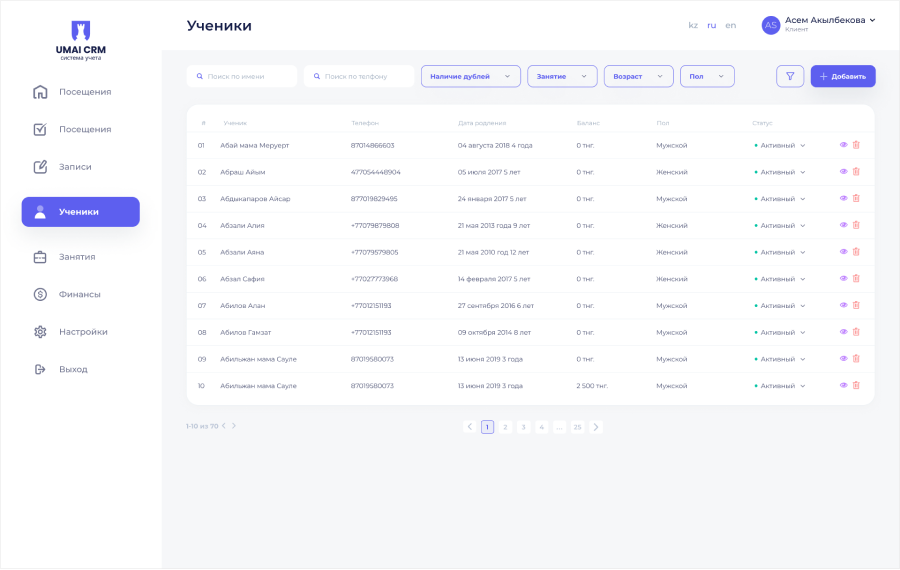 UMAI CRM
система учета
Посещения
Посещения
Записи
Ученики
Занятия
Финансы
Настройки
Выход
Ученики
kz ru en
AS
Асем Акылбекова
Клиент
Поиск по имени
Поиск по телфону
Наличие дублей
Занятие
Возраст
Пол
Добавить
# Ученик Телефон Дата родления Баланс Пол Статус
01 Абай мама Меруерт 87014866603 04 августа 2018 4 года 0 тнг. Мужской Активный
02 Абраш Айым 477054448904 05 июля 2017 5 лет 0 тнг. Женский Активный
03 Абдыкапаров Айсар 877019829495 24 января 2017 5 лет 0 тнг. Мужской Активный
04 Абзали Алия +77079879808 21 мая 2013 года 9 лет 0 тнг. Женский Активный
05 Абзали Аяна +77079579805 21 мая 2010 год 12 лет 0 тнг. Женский Активный
06 Абзал Сафия +77027773968 14 февраля 2017 5 лет 0 тнг. Женский Активный
07 Абилов Алан +77012151193 27 сентября 2016 6 лет 0 тнг. Мужской Активный
08 Абилов Гамзат +77012151193 09 октября 2014 8 лет 0 тнг. Мужской Активный
09 Абильжан мама Сауле 87019580073 13 июня 2019 3 года 0 тнг. Мужской Активный
10 Абильжан мама Сауле 87019580073 13 июня 2019 3 года 2 500 тнг. Мужской Активный
1-10 из 70
1 2 3 4 ... 25